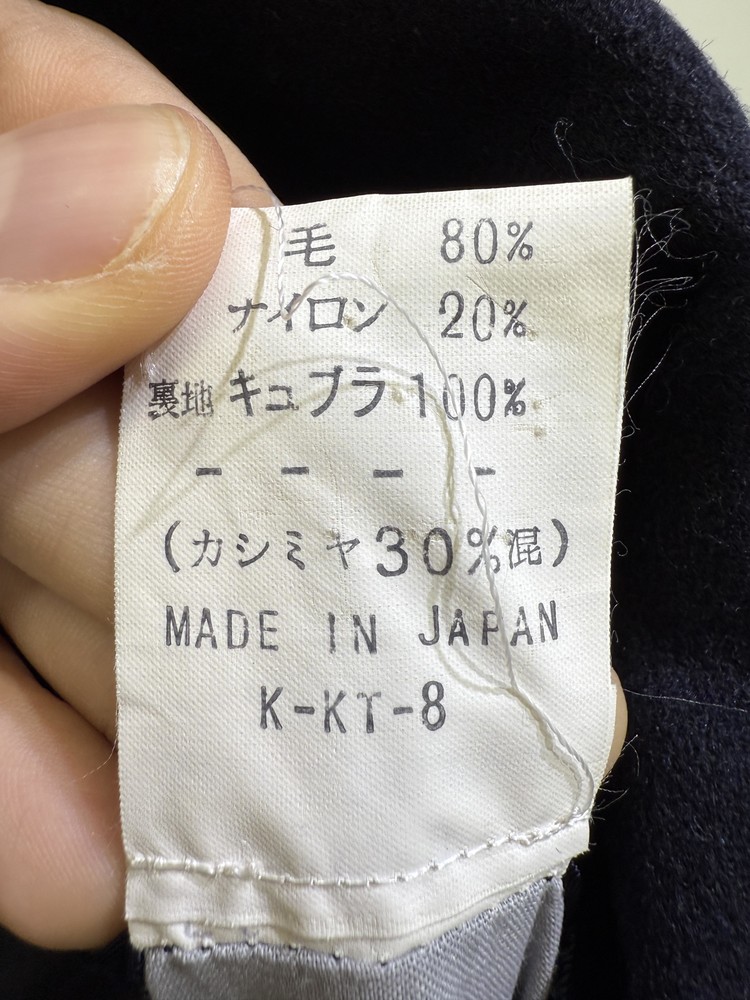 毛 80%
ナイロン 20%
裏地 キュプラ 100%
- - - -
(カシミヤ30%混)
MADE IN JAPAN
K-KT-8